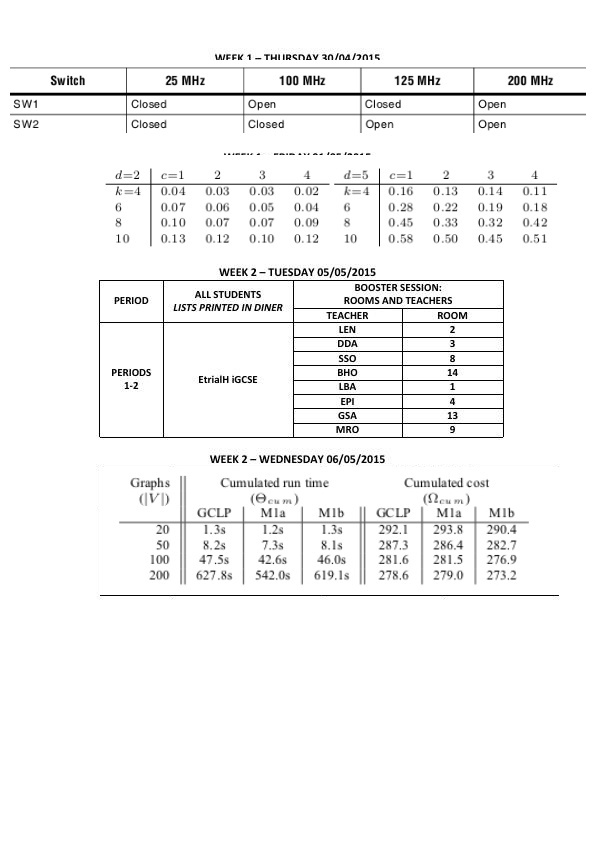 WEEK 1 – THURSDAY 30/04/2015
Switch 25 MHz 100 MHz 125 MHz 200 MHz
SW1 Closed Open Closed Open
SW2 Closed Closed Open Open
WEEK 1 – FRIDAY 01/05/2015
d=2 c=1 2 3 4 d=5 c=1 2 3 4
k=4 0.04 0.03 0.03 0.02 k=4 0.16 0.13 0.14 0.11
6 0.07 0.06 0.05 0.04 6 0.28 0.22 0.19 0.18
8 0.10 0.07 0.07 0.09 8 0.45 0.33 0.32 0.42
10 0.13 0.12 0.10 0.12 10 0.58 0.50 0.45 0.51
WEEK 2 – TUESDAY 05/05/2015
PERIOD ALL STUDENTS LISTS PRINTED IN DINER BOOSTER SESSION:
ROOMS AND TEACHERS
TEACHER ROOM
PERIODS 1-2 EtrialH iGCSE LEN 2
DDA 3
SSO 8
BHO 14
LBA 1
EPI 4
GSA 13
MRO 9
WEEK 2 – WEDNESDAY 06/05/2015
Graphs Cumulated run time Cumulated cost
(|V|) (Θcum) (Ωcum)
GCLP M1a M1b GCLP M1a M1b
20 1.3s 1.2s 1.3s 292.1 293.8 290.4
50 8.2s 7.3s 8.1s 287.3 286.4 282.7
100 47.5s 42.6s 46.0s 281.6 281.5 276.9
200 627.8s 542.0s 619.1s 278.6 279.0 273.2